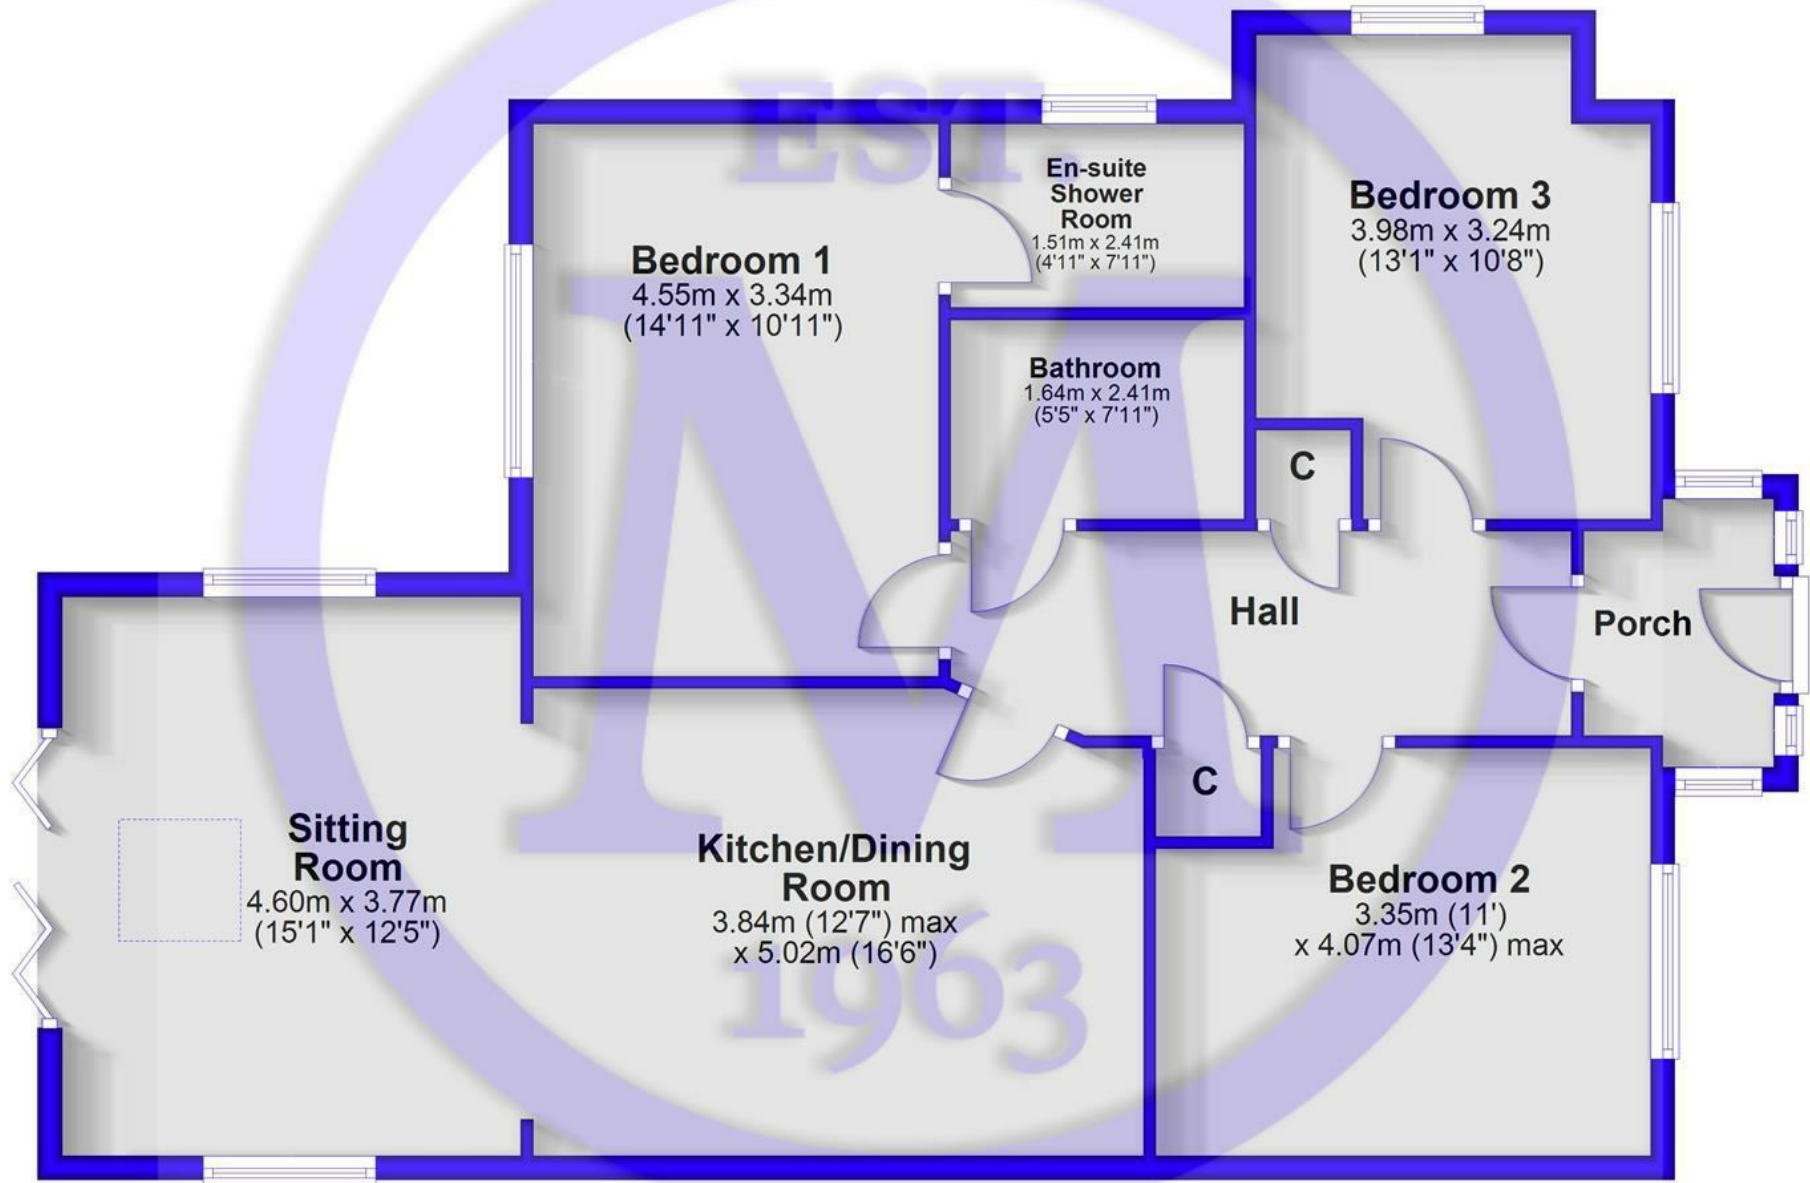 EST.
En-suite
Shower
Room
1.51m x 2.41m
(4'11" x 7'11")
Bedroom 3
3.98m x 3.24m
(13'1" x 10'8")
Bedroom 1
4.55m x 3.34m
(14'11" x 10'11")
M
Bathroom
1.64m x 2.41m
(5'5" x 7'11")
C
Hall
Porch
C
Sitting
Room
4.60m x 3.77m
(15'1" x 12'5")
Kitchen/Dining
Room
3.84m (12'7") max
x 5.02m (16'6")
Bedroom 2
3.35m (11')
x 4.07m (13'4") max
1963